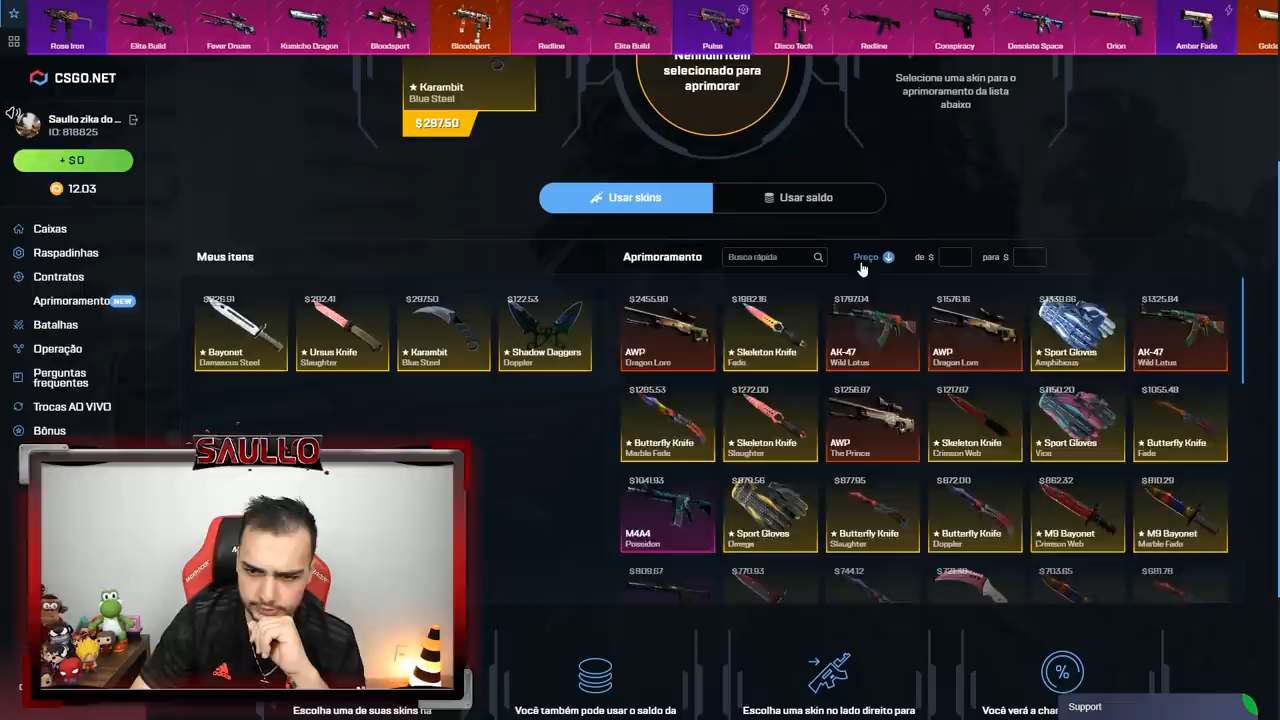 Rose Iron
Elite Build
Fever Dream
Kumicho Dragon
Bloodsport
Bloodsport
Redline
Elite Build
Pulse
Disco Tech
Redline
Conspiracy
Desolate Space
Orion
Amber Fade
CSGO.NET
Saullo zika do ...
ID: 818825
+ $ 0
12.03
Caixas
Raspadinhas
Contratos
Aprimoramento NEW
Batalhas
Operação
Perguntas
frequentes
Trocas AO VIVO
Bônus
★ Karambit
Blue Steel
$ 297.50
Nenhum item
selecionado para
aprimorar
Selecione uma skin para o
aprimoramento da lista
abaixo
Usar skins
Usar saldo
Meus itens
Aprimoramento
Busca rápida
Preço
de $
para $
★ Bayonet
Damascus Steel
$292.41
★ Ursus Knife
Slaughter
$297.50
★ Karambit
Blue Steel
$122.53
★ Shadow Daggers
Doppler
$2455.90
AWP
Dragon Lore
$1982.16
★ Skeleton Knife
Fade
$1797.04
AK-47
Wild Lotus
$1576.16
AWP
Dragon Lore
$1339.66
★ Sport Gloves
Amphibious
$1325.84
AK-47
Wild Lotus
$1285.53
★ Butterfly Knife
Marble Fade
$1272.00
★ Skeleton Knife
Slaughter
$1256.97
AWP
The Prince
$1217.87
★ Skeleton Knife
Crimson Web
$1150.20
★ Sport Gloves
Vice
$1055.48
★ Butterfly Knife
Fade
$1041.93
M4A4
Poseidon
$879.56
★ Sport Gloves
Omega
$877.95
★ Butterfly Knife
Slaughter
$872.00
★ Butterfly Knife
Doppler
$862.32
★ M9 Bayonet
Crimson Web
$810.29
★ M9 Bayonet
Marble Fade
$809.67
$770.93
$744.12
$703.65
$681.78
SAULLO
Escolha uma de suas skins na
Você também pode usar o saldo da
Escolha uma skin no lado direito para
Support